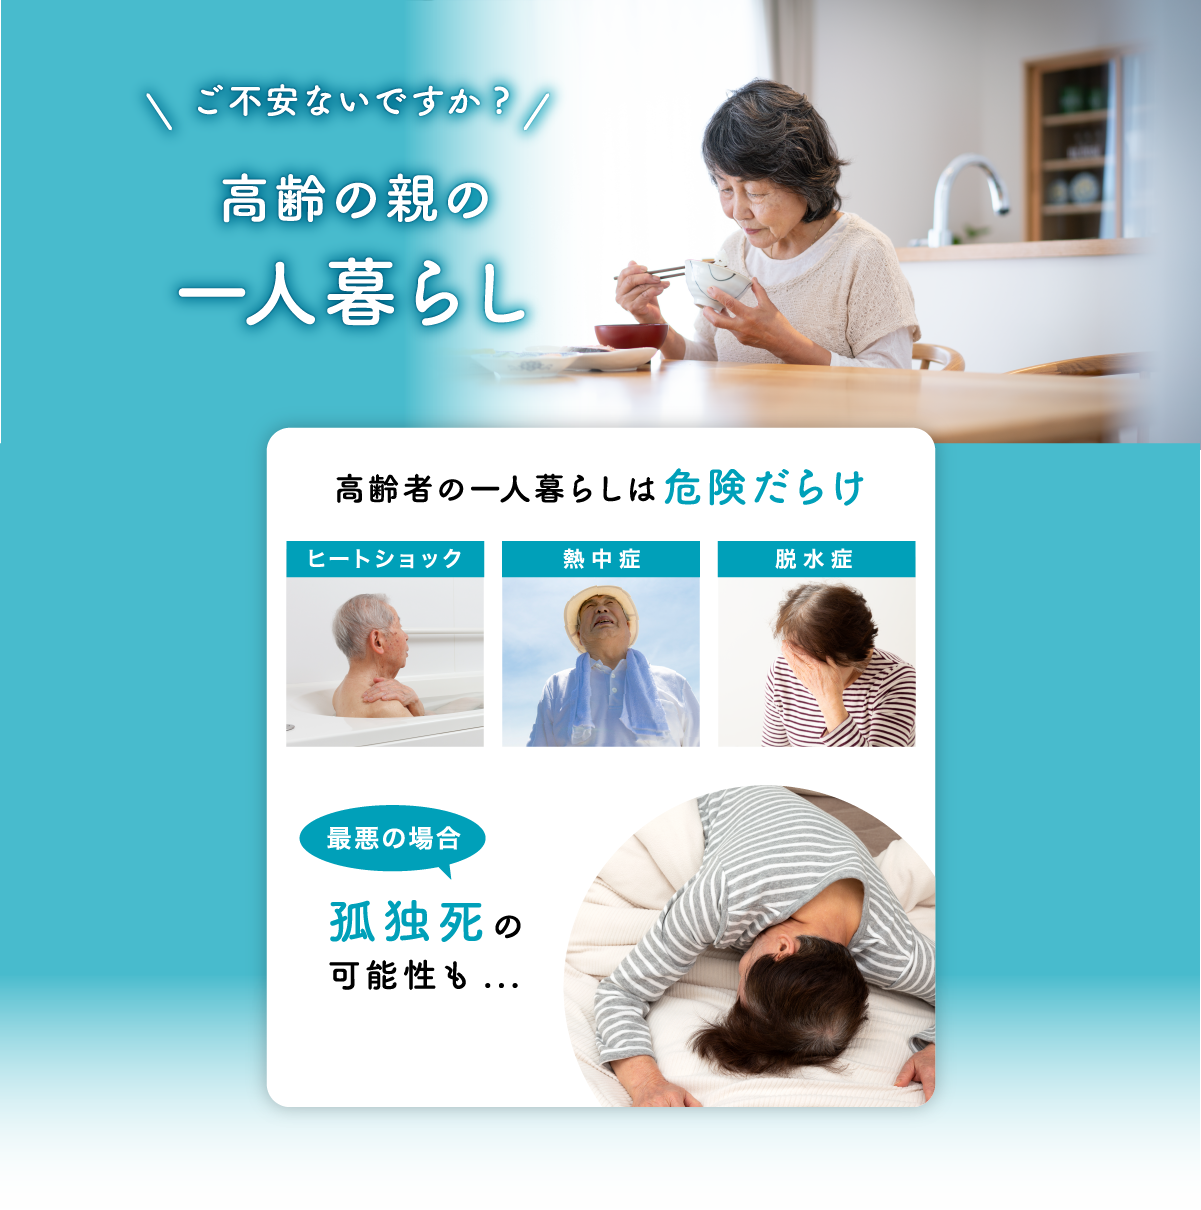 ご不安ないですか？
高齢の親の
一人暮らし
高齢者の一人暮らしは危険だらけ
ヒートショック
熱中症
脱水症
最悪の場合
孤独死の
可能性も...